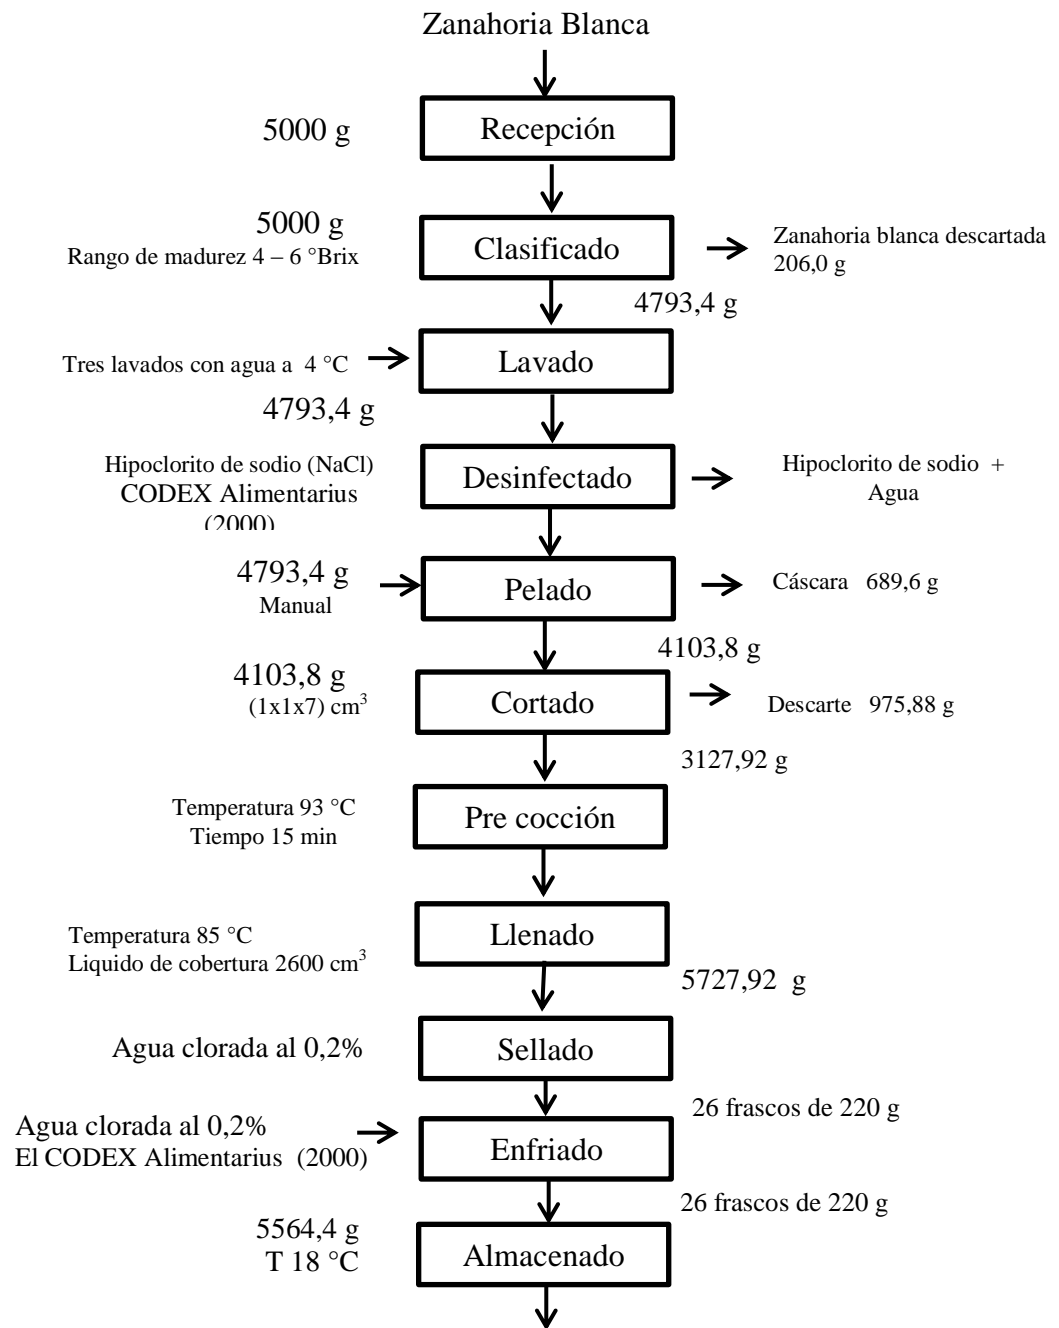 Zanahoria Blanca
5000 g
Recepción
5000 g
Rango de madurez 4 – 6 °Brix
Clasificado
Zanahoria blanca descartada
206,0 g
4793,4 g
Tres lavados con agua a 4 °C
Lavado
4793,4 g
Hipoclorito de sodio (NaCl)
CODEX Alimentarius
(2000)
Desinfectado
Hipoclorito de sodio +
Agua
4793,4 g
Manual
Pelado
Cáscara 689,6 g
4103,8 g
4103,8 g
(1x1x7) cm³
Cortado
Descarte 975,88 g
3127,92 g
Temperatura 93 °C
Tiempo 15 min
Pre cocción
Temperatura 85 °C
Liquido de cobertura 2600 cm³
Llenado
5727,92 g
Agua clorada al 0,2%
Sellado
26 frascos de 220 g
Agua clorada al 0,2%
El CODEX Alimentarius (2000)
Enfriado
26 frascos de 220 g
5564,4 g
T 18 °C
Almacenado